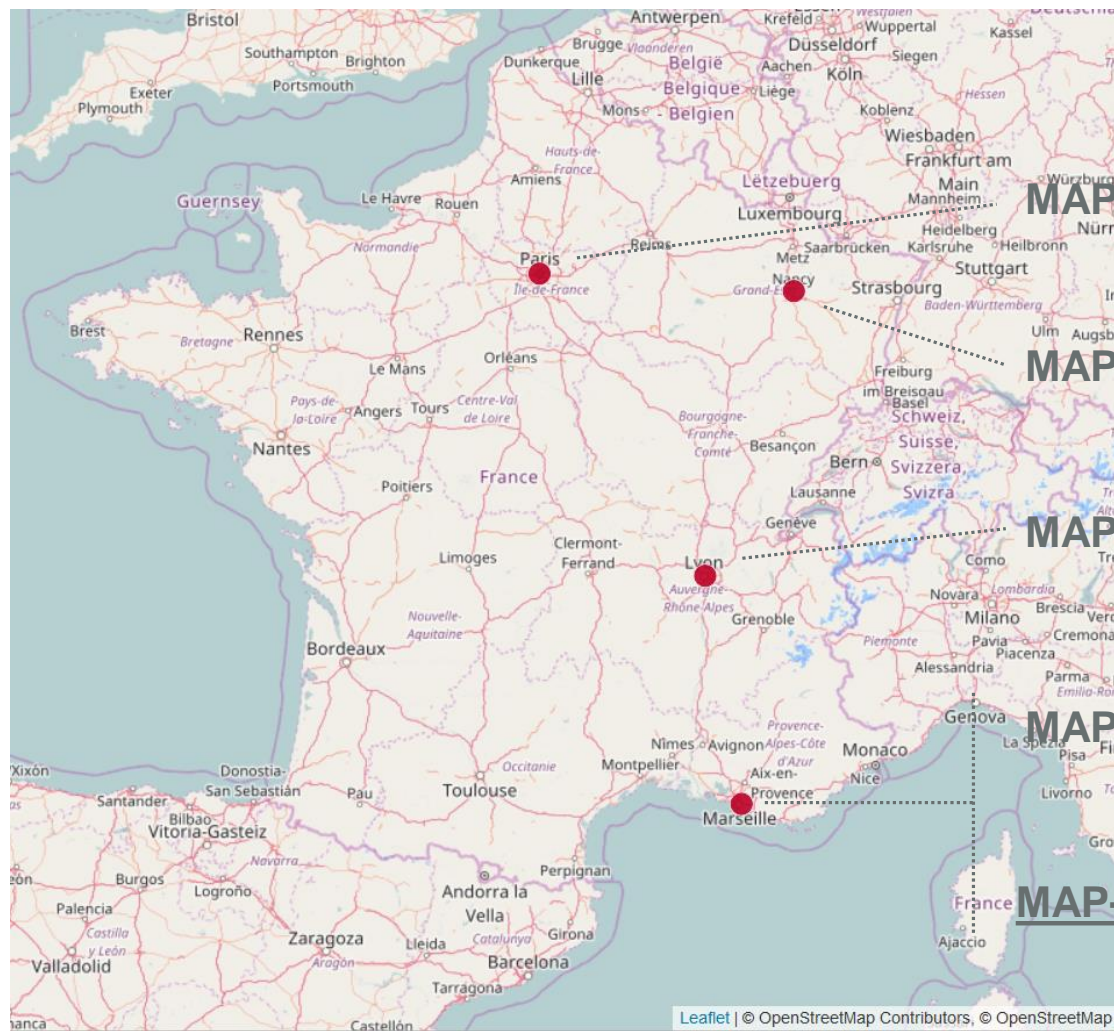 Bristol
Southampton
Brighton
Portsmouth
Exeter
Plymouth
Guernsey
Antwerpen
Brugge
Vlaanderen
België
Dunkerque
Lille
- Belgique
- Belgien
Mons
Aachen
Liège
Krefeld
Düsseldorf
Köln
Wuppertal
Siegen
Kassel
Hessen
Koblenz
Wiesbaden
Frankfurt am
Main
Würzburg
Hauts-de-
France
Amiens
Le Havre
Rouen
Normandie
Lëtzebuerg
Luxembourg
Mannheim
Heidelberg
Heilbronn
Saarbrücken
Karlsruhe
Stuttgart
MAP
Reims
Metz
Nancy
Paris
Île-de-France
Strasbourg
Baden-Württemberg
Ulm
Brest
Bretagne
Rennes
Le Mans
Orléans
Freiburg
im Breisgau
Basel
MAP
Pays-de-
la-Loire
Angers
Tours
Centre-Val
de Loire
Bourgogne-
Franche-
Comté
Besançon
Schweiz,
Suisse,
Svizzera,
Svizra
Bern
Nantes
France
Poitiers
Lausanne
Genève
Limoges
Clermont-
Ferrand
Lyon
Auvergne-
Rhône-Alpes
MAP
Como
Lombardia
Novara
Milano
Brescia
Nouvelle-
Aquitaine
Grenoble
Pavia
Cremona
Piacenza
Piemonte
Alessandria
Parma
Bordeaux
Genova
MAP
La Spezia
Pisa
Livorno
Provence-
Alpes-Côte
d'Azur
Monaco
Nice
Nîmes
Avignon
Montpellier
Aix-en-
Provence
Marseille
Occitanie
Toulouse
Pau
Donostia-
San Sebastián
'Xixón
Santander
Bilbao
Vitoria-Gasteiz
Navarra
Logroño
Burgos
Palencia
Castilla
y León
Valladolid
Perpignan
Andorra la
Vella
Girona
Catalunya
Lleida
Zaragoza
Aragón
Barcelona
Tarragona
Castellón
France
MAP-
Ajaccio
Leaflet | © OpenStreetMap Contributors, © OpenStreetMap